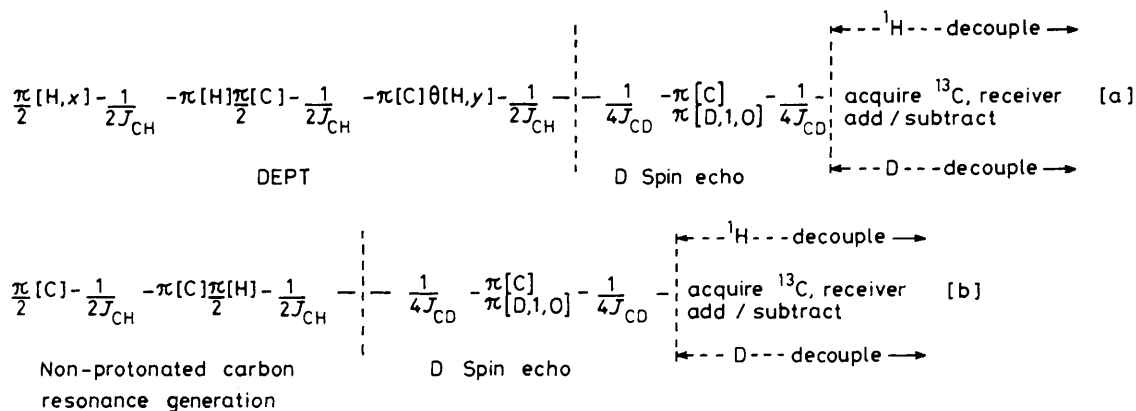 ←---¹H---decouple→
π/2[H,x]-1/2J_CH-π[H]π/2[C]-1/2J_CH-π[C]θ[H,y]-1/2J_CH---1/4J_CD-π[C] π[D,1,0]-1/4J_CD- acquire ¹³C, receiver add / subtract [a]
DEPT D Spin echo ←---D---decouple→
←---¹H---decouple→
π/2[C]-1/2J_CH-π[C]π/2[H]-1/2J_CH---1/4J_CD-π[C] π[D,1,0]-1/4J_CD- acquire ¹³C, receiver add / subtract [b]
←---D---decouple→
Non-protonated carbon D Spin echo
resonance generation